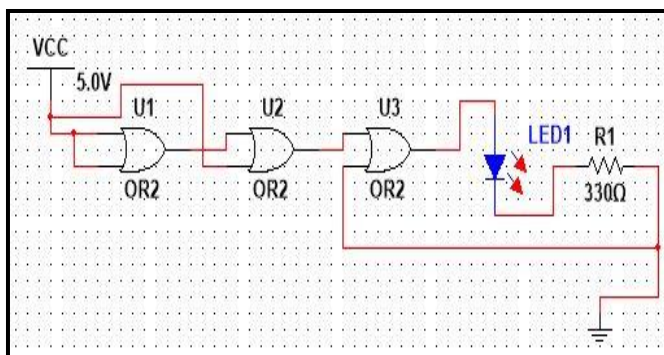 VCC
5.0V
U1
U2
U3
LED1
R1
OR2
OR2
OR2
330Ω